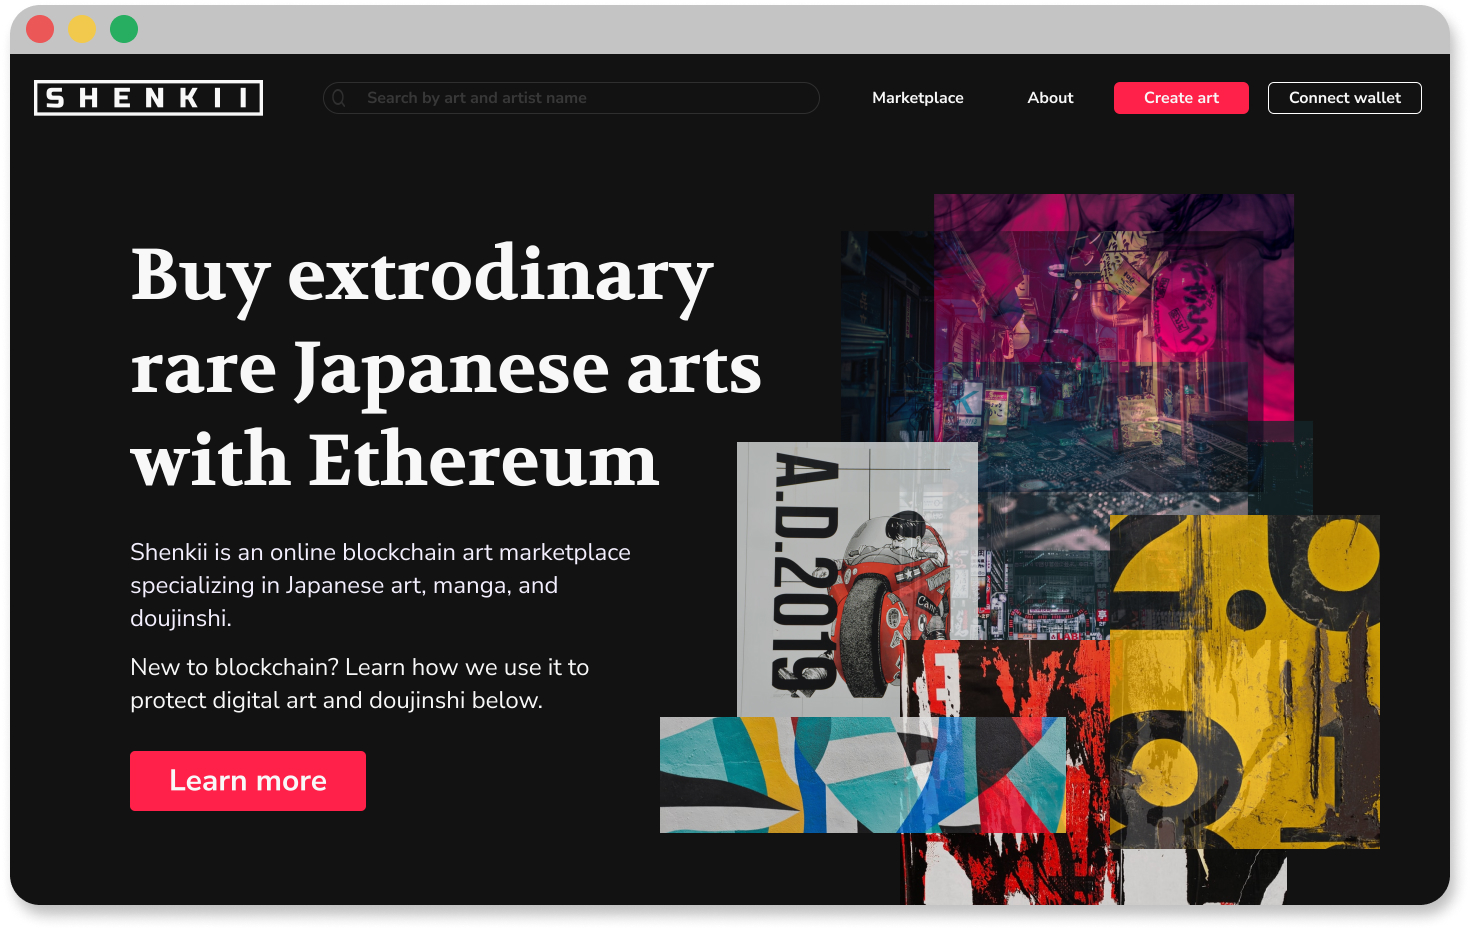 SHENKII
Search by art and artist name
Marketplace
About
Create art
Connect wallet
Buy extrodinary
rare Japanese arts
with Ethereum
Shenkii is an online blockchain art marketplace
specializing in Japanese art, manga, and
doujinshi.
New to blockchain? Learn how we use it to
protect digital art and doujinshi below.
Learn more
A.D.2019